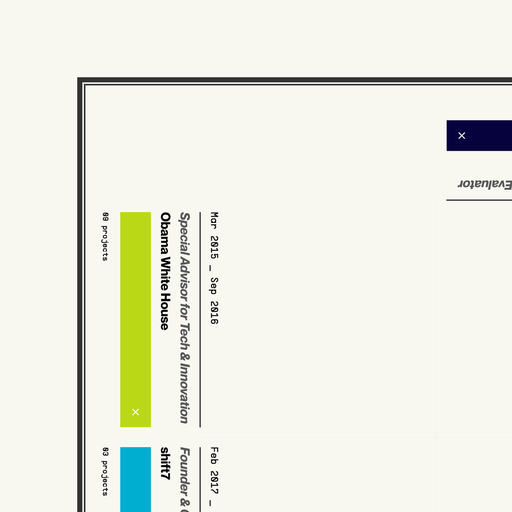 Evaluator
Mar 2015 – Sep 2016
Special Advisor for Tech & Innovation
Obama White House
×
09 projects
Feb 2017 –
Founder &
shift7
03 projects
×